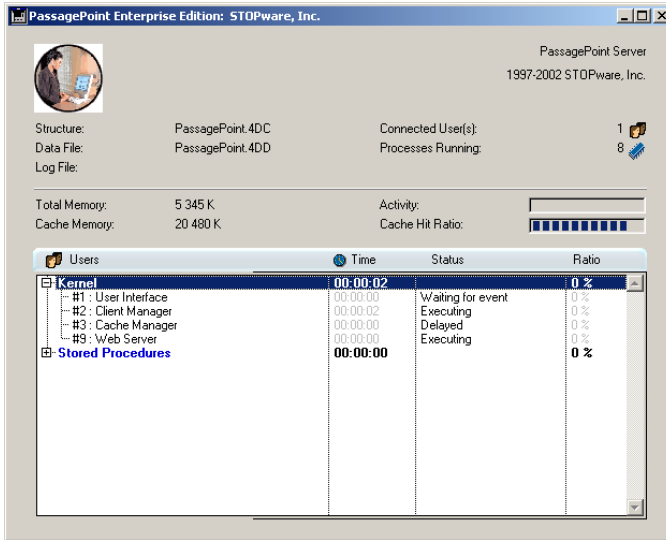 PassagePoint Enterprise Edition: STOPware, Inc.
PassagePoint Server
1997-2002 STOPware, Inc.
Structure: PassagePoint.4DC Connected User(s): 1
Data File: PassagePoint.4DD Processes Running: 8
Log File:
Total Memory: 5 345 K Activity:
Cache Memory: 20 480 K Cache Hit Ratio:
Users Time Status Ratio
Kernel 00:00:02 0 %
#1 : User Interface 00:00:00 Waiting for event 0 %
#2 : Client Manager 00:00:02 Executing 0 %
#3 : Cache Manager 00:00:00 Delayed 0 %
#9 : Web Server 00:00:00 Executing 0 %
Stored Procedures 00:00:00 0 %